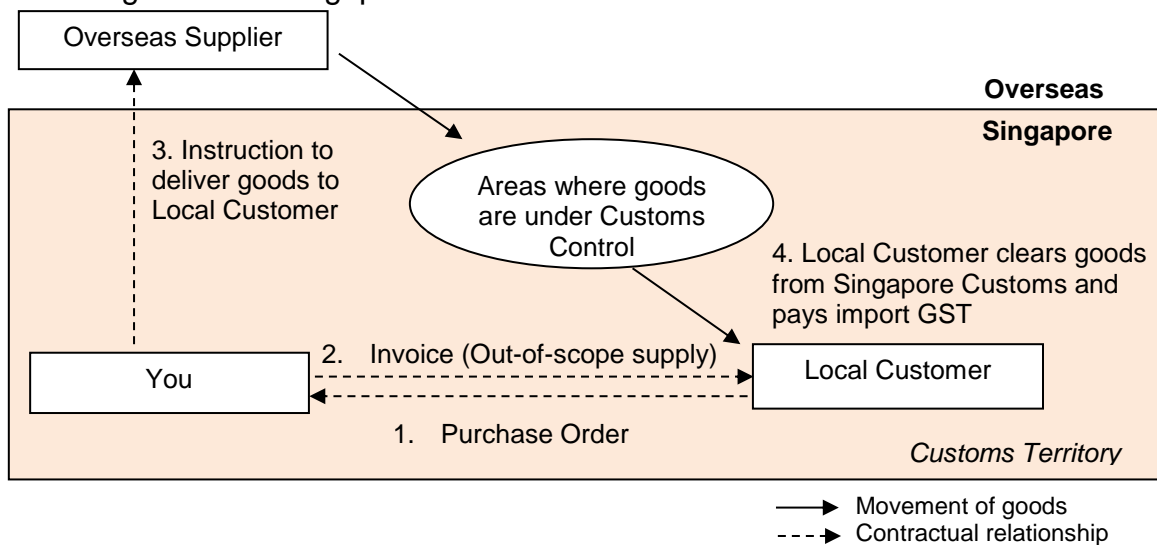 Overseas Supplier
Overseas
Singapore
3. Instruction to
deliver goods to
Local Customer
Areas where goods
are under Customs
Control
4. Local Customer clears goods
from Singapore Customs and
pays import GST
2. Invoice (Out-of-scope supply)
You
Local Customer
1. Purchase Order
Customs Territory
Movement of goods
Contractual relationship